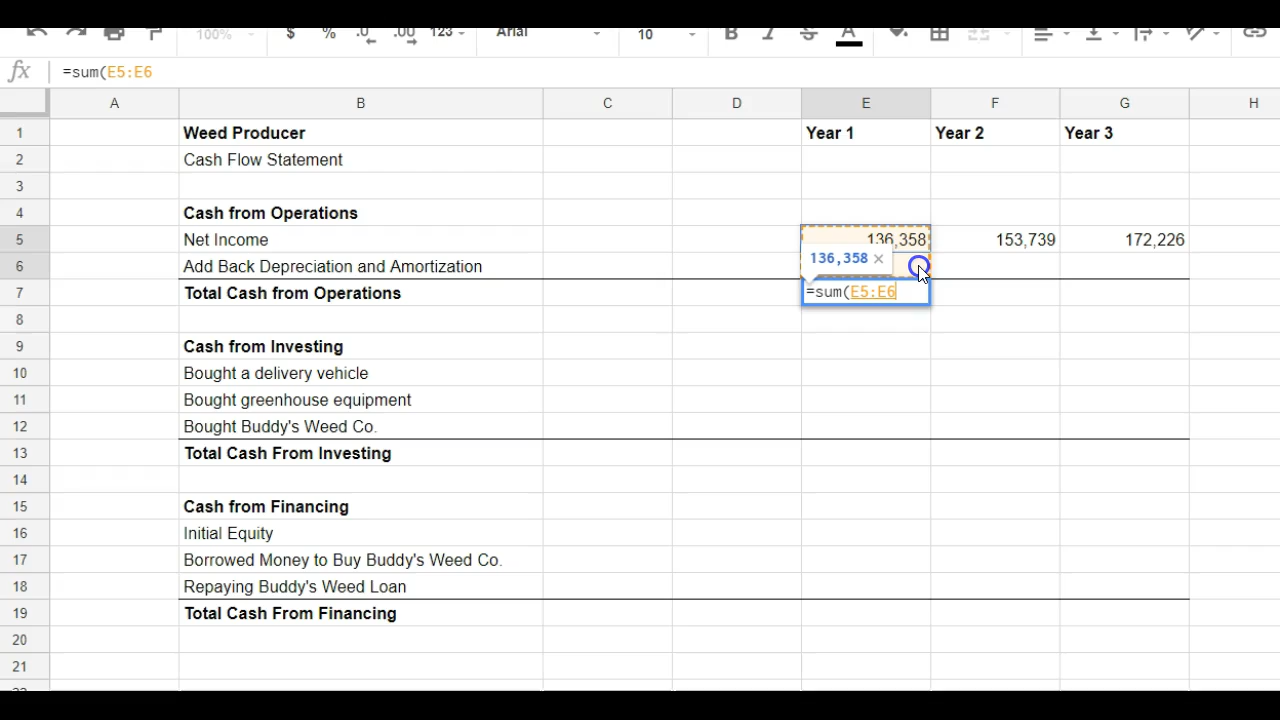 100% $ % .0 .00 123 Arial 10 B I S A
fx =sum(E5:E6
A B C D E F G H
1 Weed Producer Year 1 Year 2 Year 3
2 Cash Flow Statement
3
4 Cash from Operations
5 Net Income 136,358 153,739 172,226
136,358 ×
6 Add Back Depreciation and Amortization
7 Total Cash from Operations =sum(E5:E6
8
9 Cash from Investing
10 Bought a delivery vehicle
11 Bought greenhouse equipment
12 Bought Buddy's Weed Co.
13 Total Cash From Investing
14
15 Cash from Financing
16 Initial Equity
17 Borrowed Money to Buy Buddy's Weed Co.
18 Repaying Buddy's Weed Loan
19 Total Cash From Financing
20
21